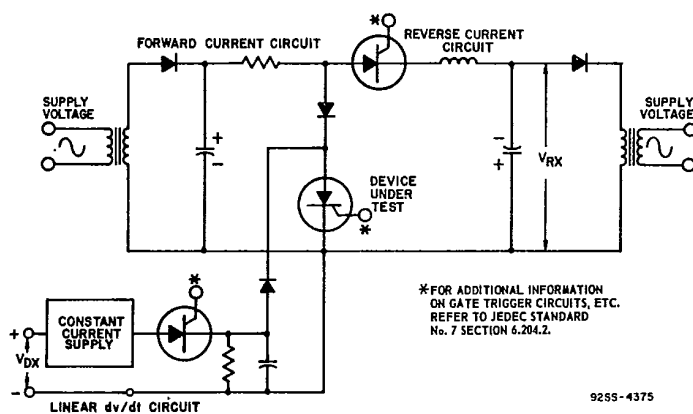 *
FORWARD CURRENT CIRCUIT
REVERSE CURRENT
CIRCUIT
SUPPLY
VOLTAGE
SUPPLY
VOLTAGE
+
-
-
+
VRX
DEVICE
UNDER
TEST
*
*
*FOR ADDITIONAL INFORMATION
ON GATE TRIGGER CIRCUITS, ETC.
REFER TO JEDEC STANDARD
No. 7 SECTION 6.204.2.
CONSTANT
CURRENT
SUPPLY
+
VDX
-
LINEAR dv/dt CIRCUIT
92SS-4375